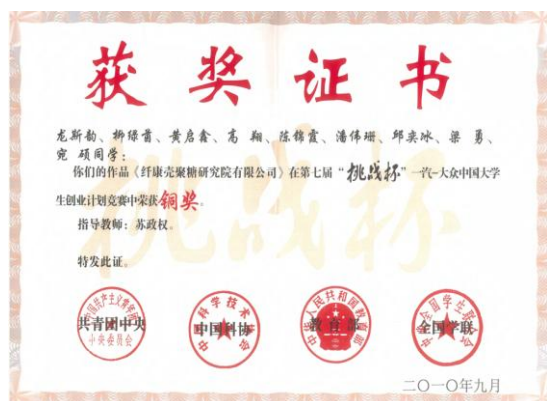 获奖证书
龙斯韵、柳绿茵、黄启鑫、高 翔、陈锦霞、潘伟珊、邱奕冰、梁 勇、
宛 硕同学：
你们的作品《纤康壳聚糖研究院有限公司》在第七届“挑战杯”一汽-大众中国大学
生创业计划竞赛中荣获铜奖。
指导教师：苏政权。
特发此证。
挑战杯
共青团中央
中国科协
教育部
全国学联
二〇一〇年九月